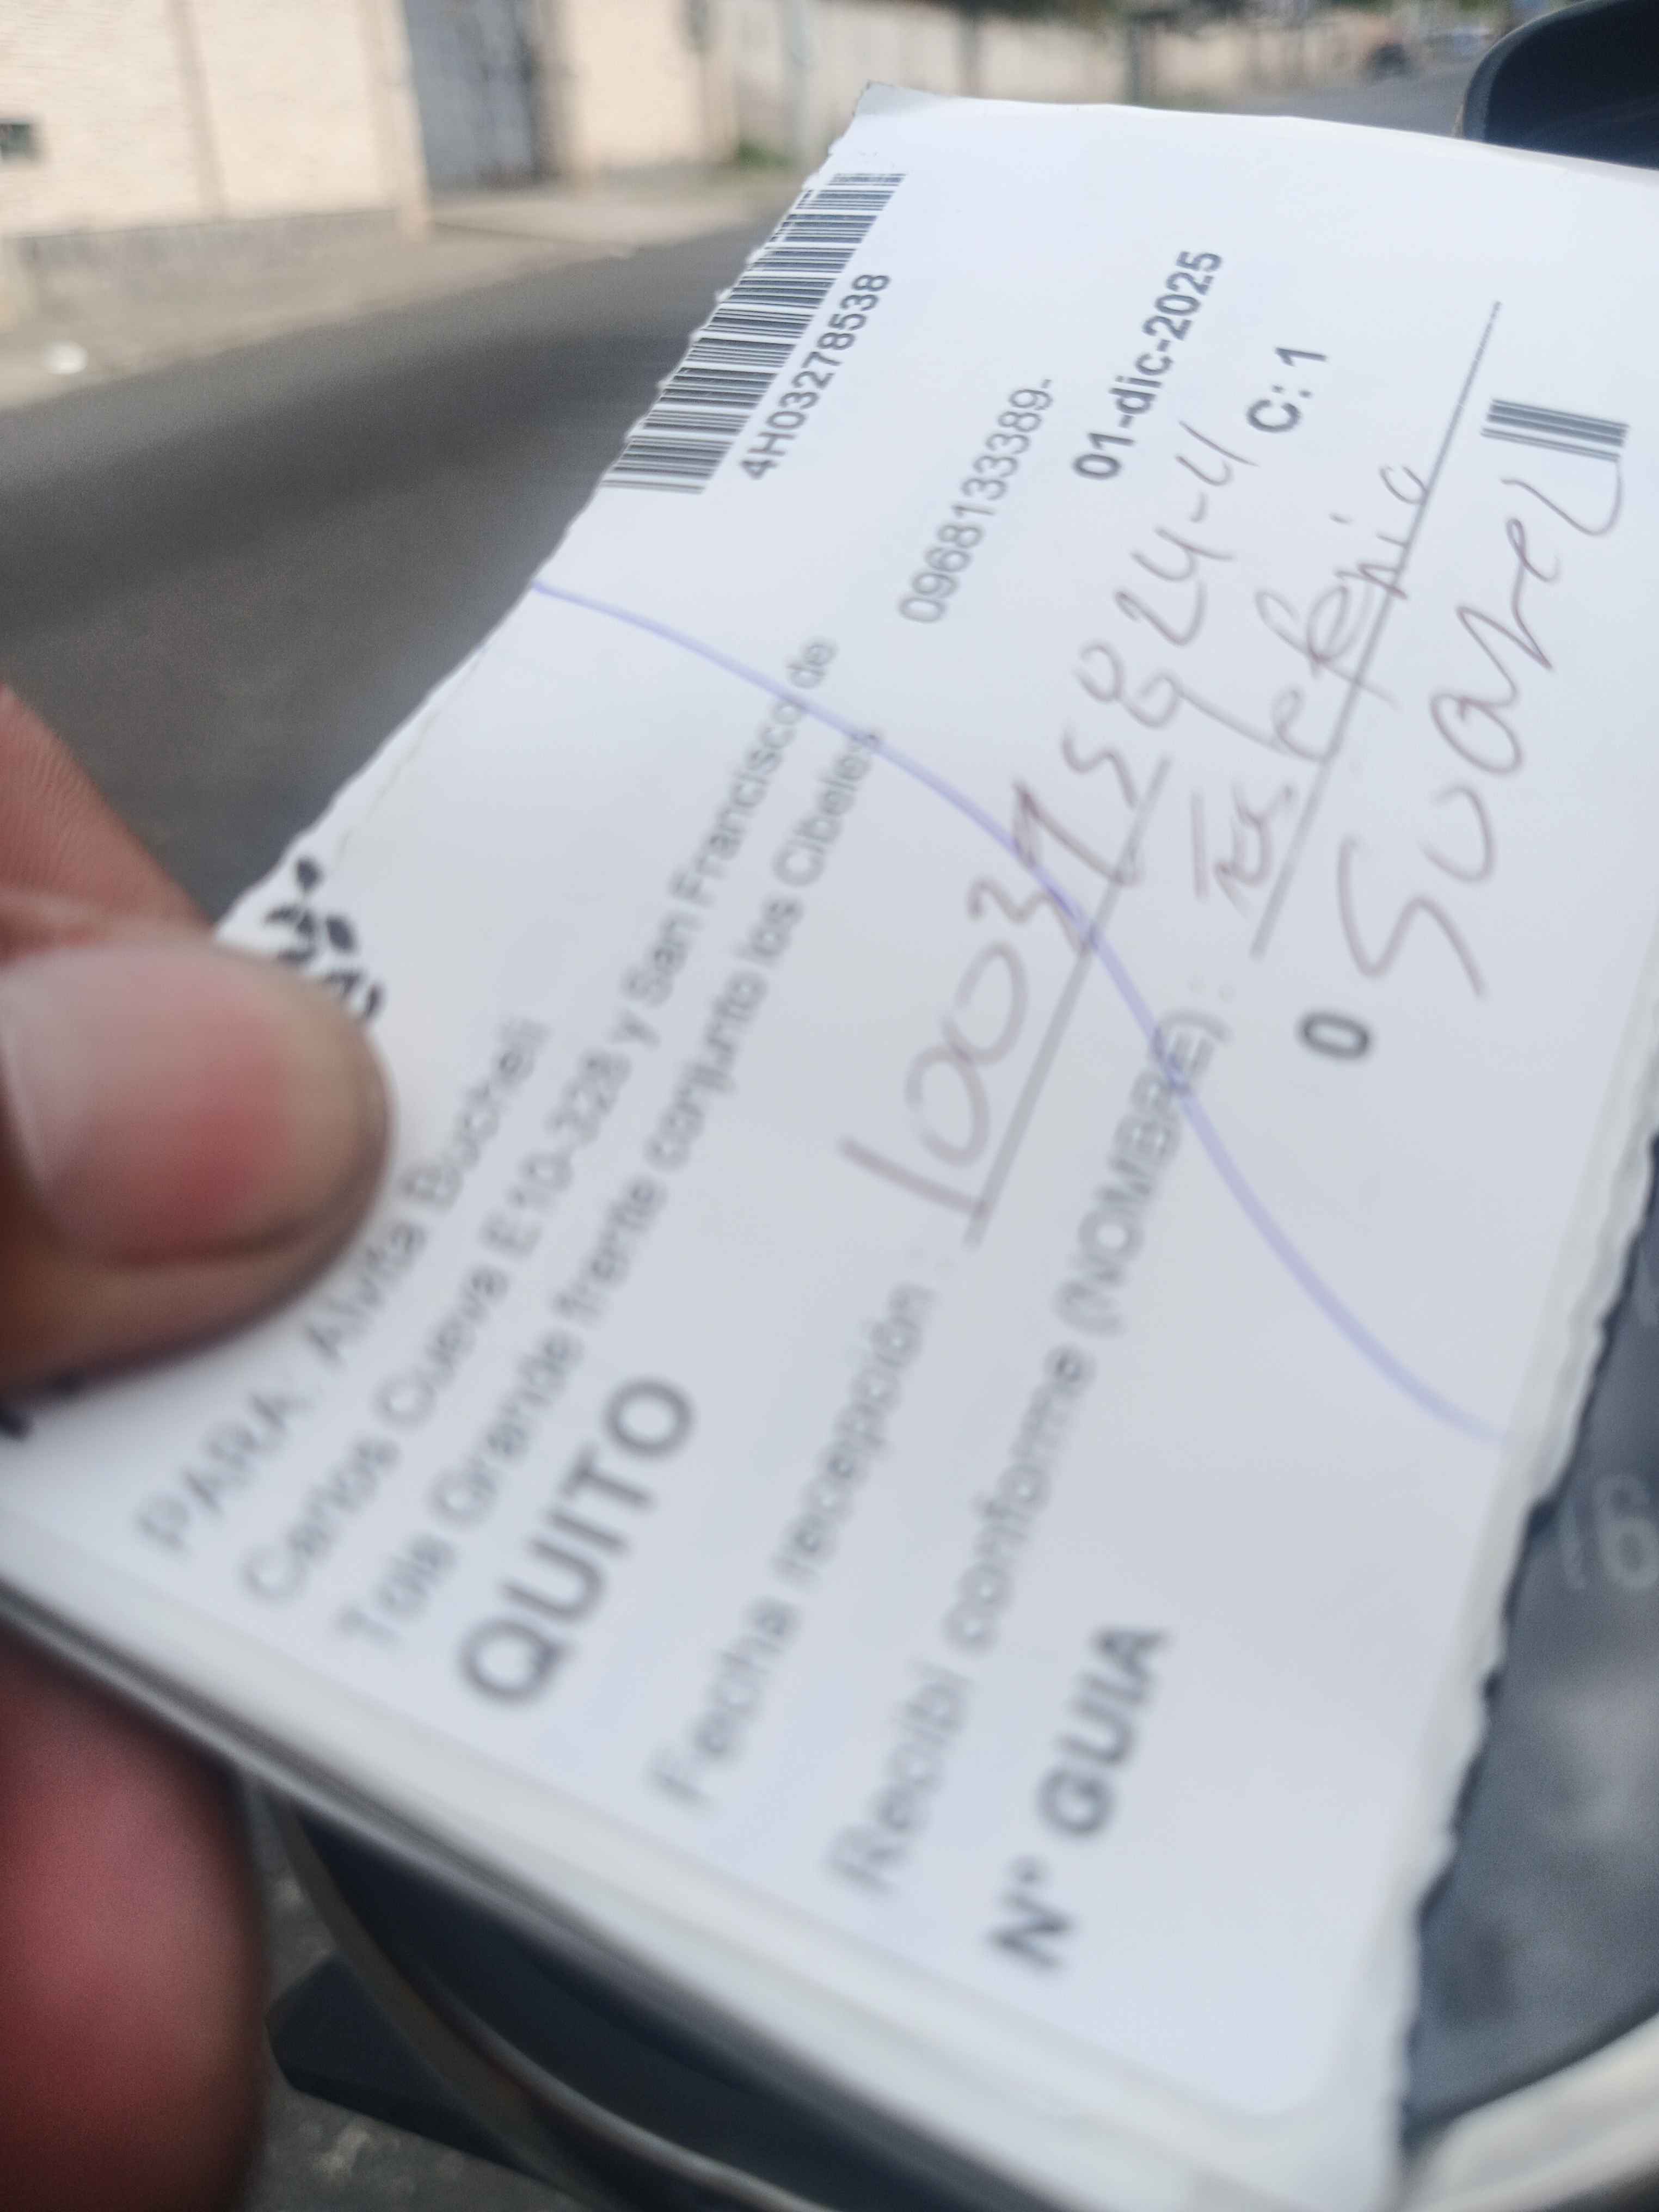 4H03278538
PARA: Alvita Bucheli
Carlos Cueva E10-328 y San Francisco de
Tola Grande frente conjunto los Cibeles
0968133389-
QUITO
01-dic-2025
Fecha recepción :
C: 1
Recibí conforme (NOMBRE) :
N° GUIA
0